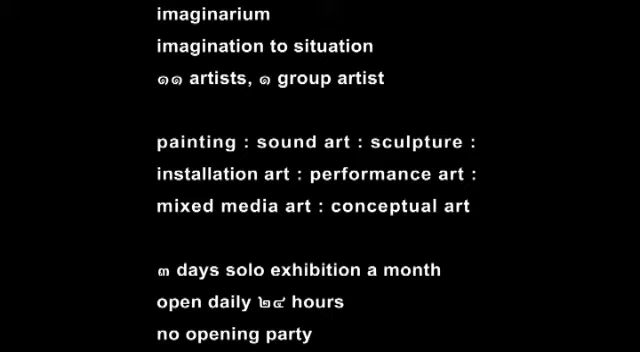 imaginarium
imagination to situation
๑๑ artists, ๑ group artist
painting : sound art : sculpture :
installation art : performance art :
mixed media art : conceptual art
๓ days solo exhibition a month
open daily ๒๔ hours
no opening party